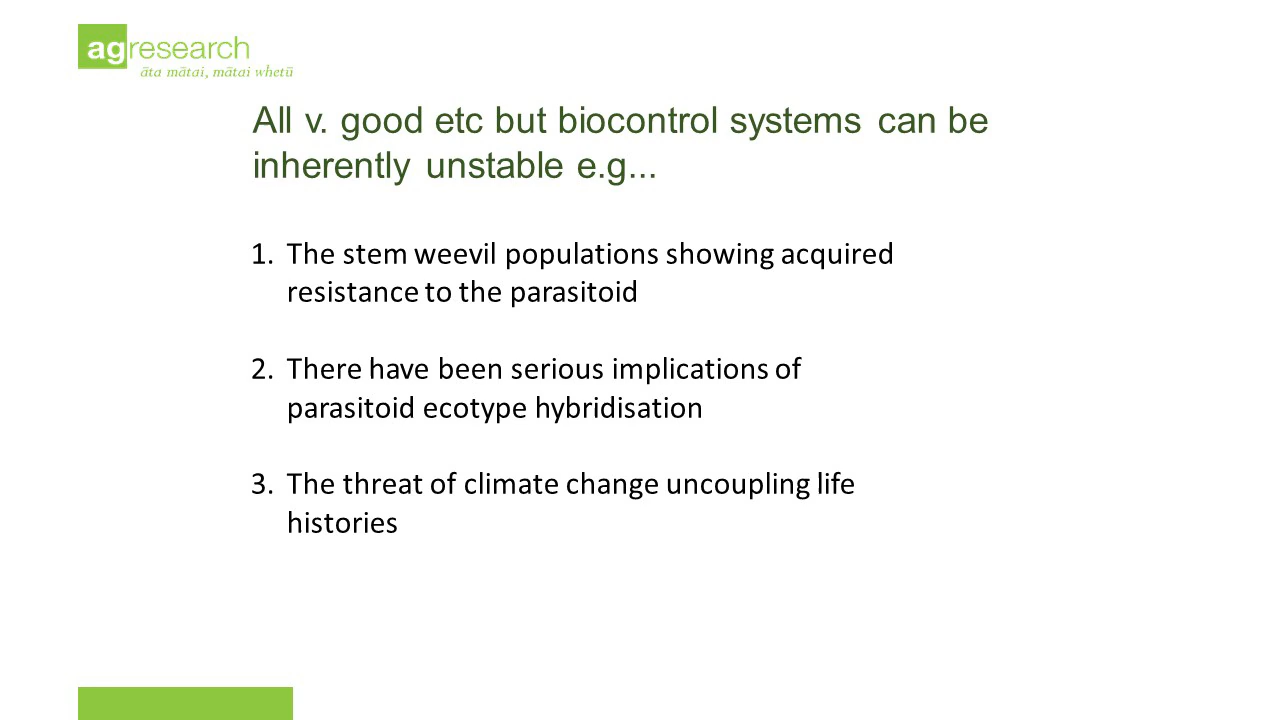 agresearch
āta mātai, mātai whetū
All v. good etc but biocontrol systems can be
inherently unstable e.g...
1. The stem weevil populations showing acquired
resistance to the parasitoid
2. There have been serious implications of
parasitoid ecotype hybridisation
3. The threat of climate change uncoupling life
histories